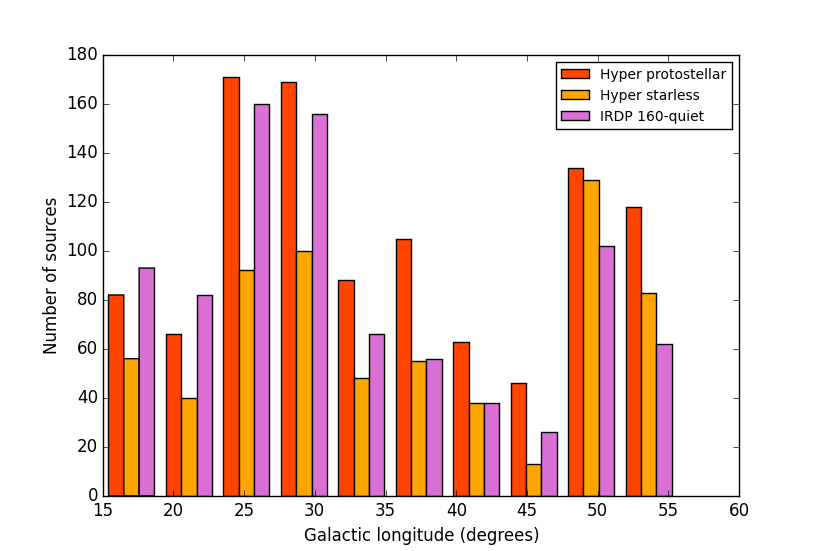 180
160
140
120
100
80
60
40
20
0
Number of sources
Hyper protostellar
Hyper starless
IRDP 160-quiet
15 20 25 30 35 40 45 50 55 60
Galactic longitude (degrees)